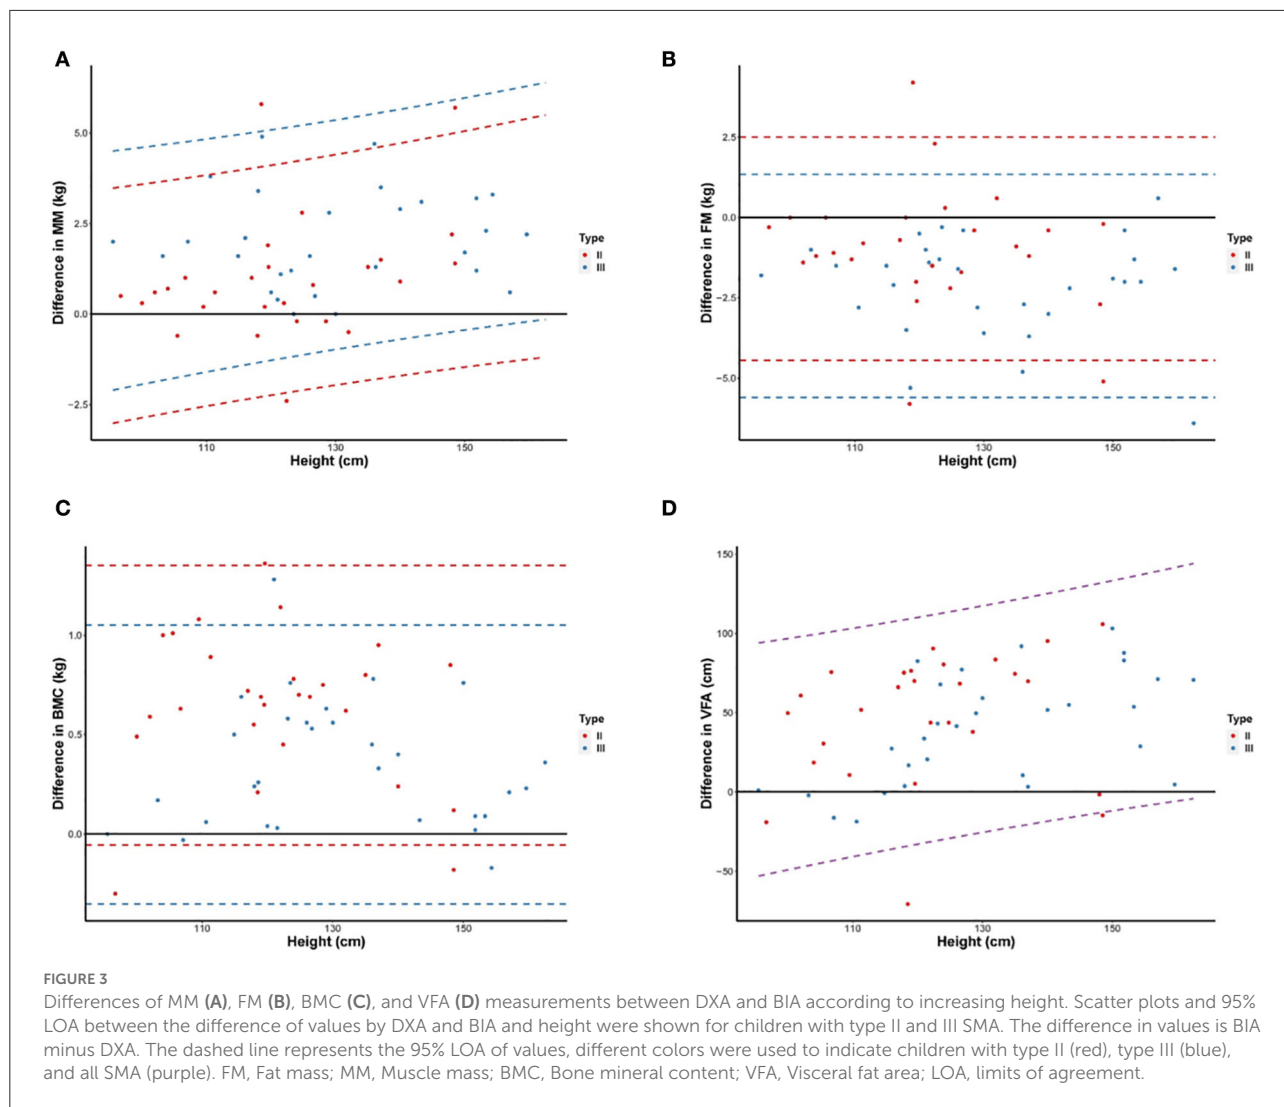 A
5.0
2.5
0.0
−2.5
Difference in MM (kg)
110
130
150
Height (cm)
Type
II
III
B
2.5
0.0
−2.5
−5.0
Difference in FM (kg)
110
130
150
Height (cm)
Type
II
III
C
1.0
0.5
0.0
Difference in BMC (kg)
110
130
150
Height (cm)
Type
II
III
D
150
100
50
0
−50
Difference in VFA (cm)
110
130
150
Height (cm)
Type
II
III
FIGURE 3
Differences of MM (A), FM (B), BMC (C), and VFA (D) measurements between DXA and BIA according to increasing height. Scatter plots and 95%
LOA between the difference of values by DXA and BIA and height were shown for children with type II and III SMA. The difference in values is BIA
minus DXA. The dashed line represents the 95% LOA of values, different colors were used to indicate children with type II (red), type III (blue),
and all SMA (purple). FM, Fat mass; MM, Muscle mass; BMC, Bone mineral content; VFA, Visceral fat area; LOA, limits of agreement.